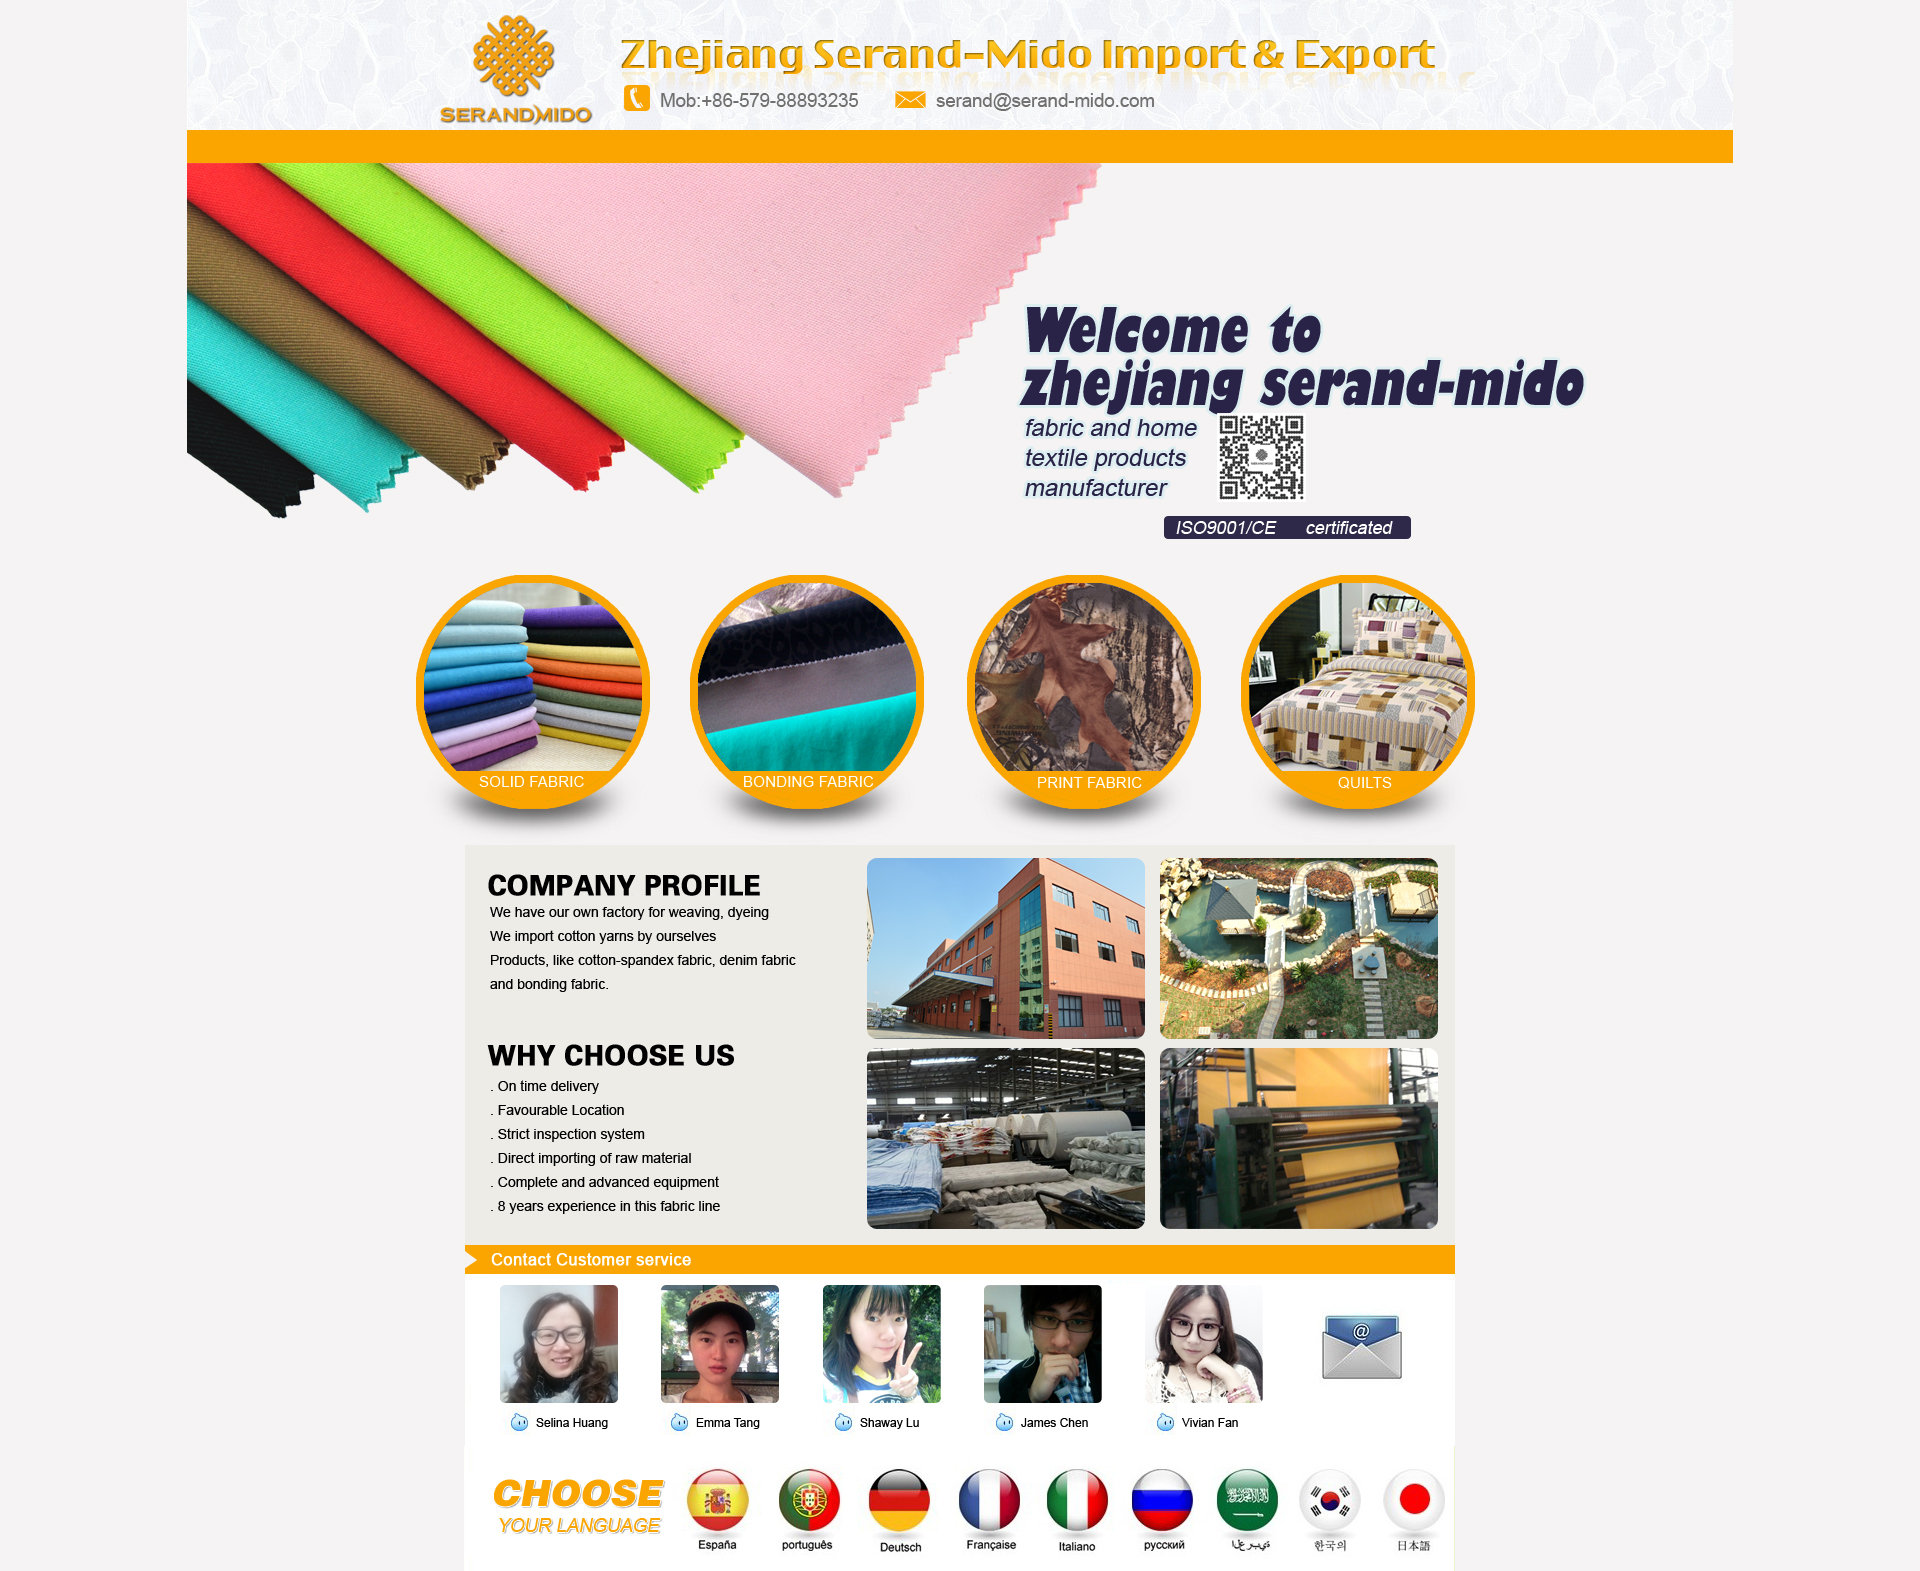 Zhejiang Serand-Mido Import & Export
SERANDMIDO
Mob:+86-579-88893235 serand@serand-mido.com
Welcome to
zhejiang serand-mido
fabric and home
textile products
manufacturer
ISO9001/CE certificated
SOLID FABRIC
BONDING FABRIC
PRINT FABRIC
QUILTS
COMPANY PROFILE
We have our own factory for weaving, dyeing
We import cotton yarns by ourselves
Products, like cotton-spandex fabric, denim fabric
and bonding fabric.
WHY CHOOSE US
. On time delivery
. Favourable Location
. Strict inspection system
. Direct importing of raw material
. Complete and advanced equipment
. 8 years experience in this fabric line
Contact Customer service
@
Selina Huang
Emma Tang
Shaway Lu
James Chen
Vivian Fan
CHOOSE
YOUR LANGUAGE
España
português
Deutsch
Française
Italiano
русский
한국의
日本語